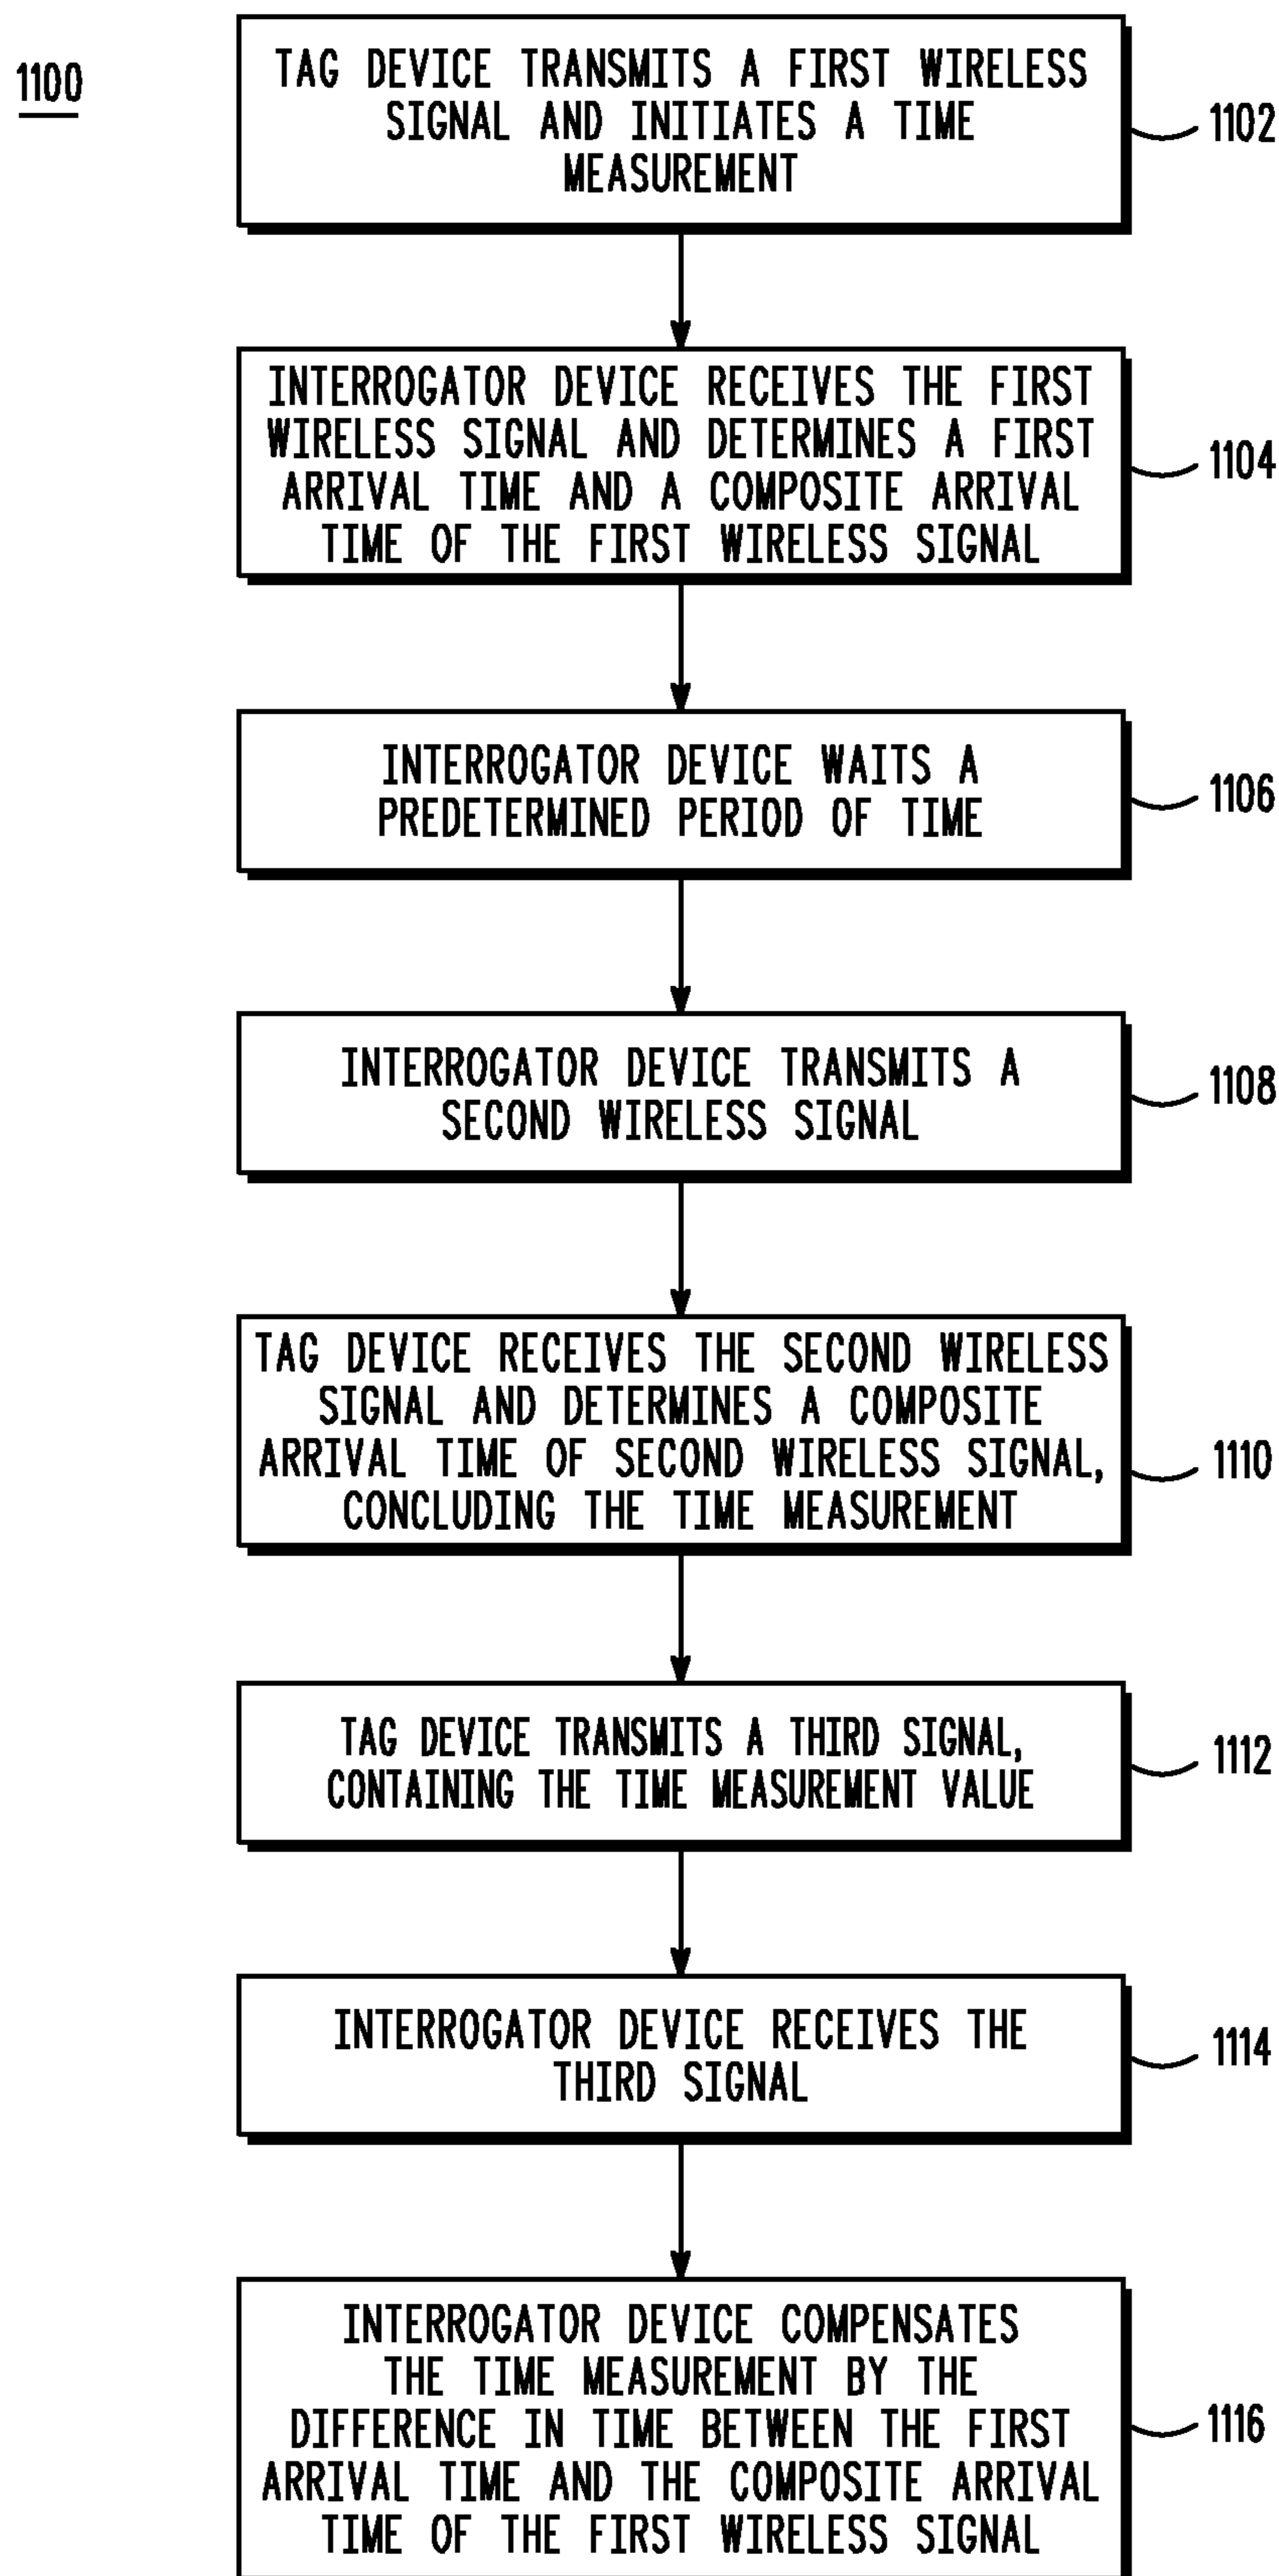 1100
TAG DEVICE TRANSMITS A FIRST WIRELESS
SIGNAL AND INITIATES A TIME
MEASUREMENT
1102
INTERROGATOR DEVICE RECEIVES THE FIRST
WIRELESS SIGNAL AND DETERMINES A FIRST
ARRIVAL TIME AND A COMPOSITE ARRIVAL
TIME OF THE FIRST WIRELESS SIGNAL
1104
INTERROGATOR DEVICE WAITS A
PREDETERMINED PERIOD OF TIME
1106
INTERROGATOR DEVICE TRANSMITS A
SECOND WIRELESS SIGNAL
1108
TAG DEVICE RECEIVES THE SECOND WIRELESS
SIGNAL AND DETERMINES A COMPOSITE
ARRIVAL TIME OF SECOND WIRELESS SIGNAL,
CONCLUDING THE TIME MEASUREMENT
1110
TAG DEVICE TRANSMITS A THIRD SIGNAL,
CONTAINING THE TIME MEASUREMENT VALUE
1112
INTERROGATOR DEVICE RECEIVES THE
THIRD SIGNAL
1114
INTERROGATOR DEVICE COMPENSATES
THE TIME MEASUREMENT BY THE
DIFFERENCE IN TIME BETWEEN THE FIRST
ARRIVAL TIME AND THE COMPOSITE ARRIVAL
TIME OF THE FIRST WIRELESS SIGNAL
1116